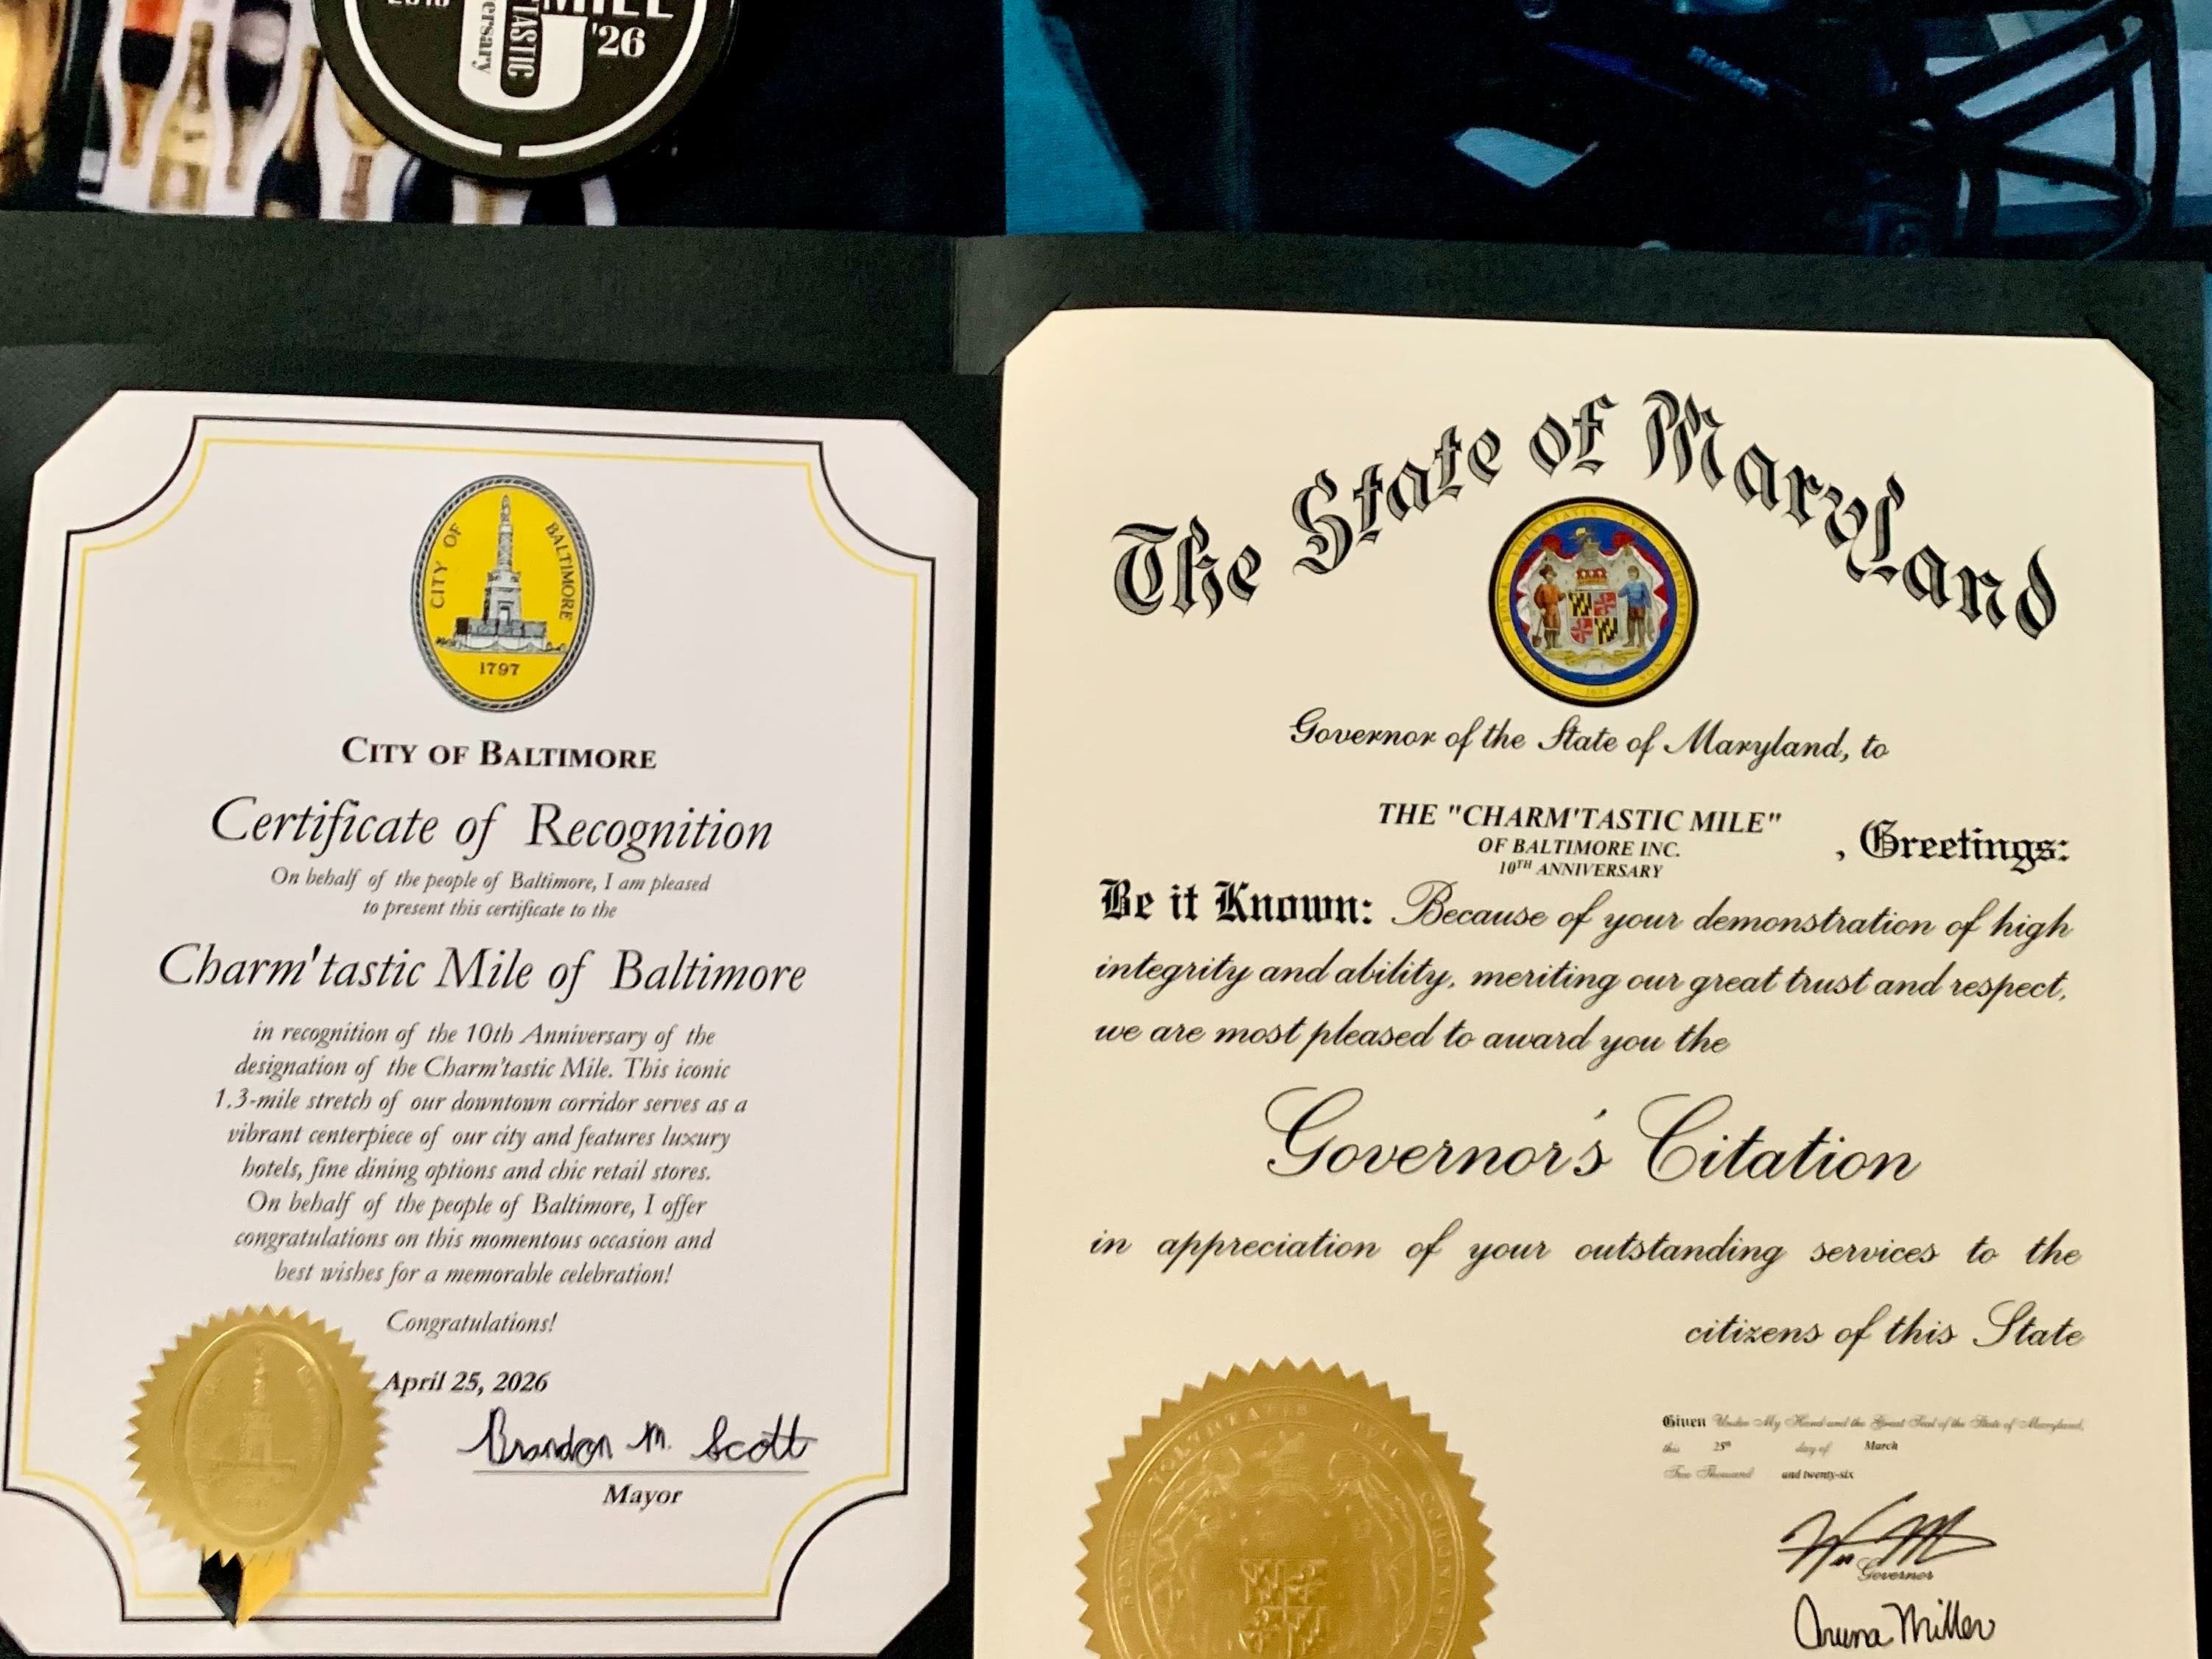 MILE
'26
ersary
TASTIC
CITY OF BALTIMORE
1797
CITY OF BALTIMORE
Certificate of Recognition
On behalf of the people of Baltimore, I am pleased
to present this certificate to the
Charm'tastic Mile of Baltimore
in recognition of the 10th Anniversary of the
designation of the Charm'tastic Mile. This iconic
1.3-mile stretch of our downtown corridor serves as a
vibrant centerpiece of our city and features luxury
hotels, fine dining options and chic retail stores.
On behalf of the people of Baltimore, I offer
congratulations on this momentous occasion and
best wishes for a memorable celebration!
Congratulations!
April 25, 2026
Brandon M. Scott
Mayor
The State of Maryland
Governor of the State of Maryland, to
THE "CHARM'TASTIC MILE"
OF BALTIMORE INC.
10TH ANNIVERSARY
, Greetings:
Be it Known: Because of your demonstration of high
integrity and ability, meriting our great trust and respect,
we are most pleased to award you the
Governor's Citation
in appreciation of your outstanding services to the
citizens of this State
Given Under My Hand and the Great Seal of the State of Maryland,
this 25th day of March
Two Thousand and twenty-six
Governor
Aruna Miller